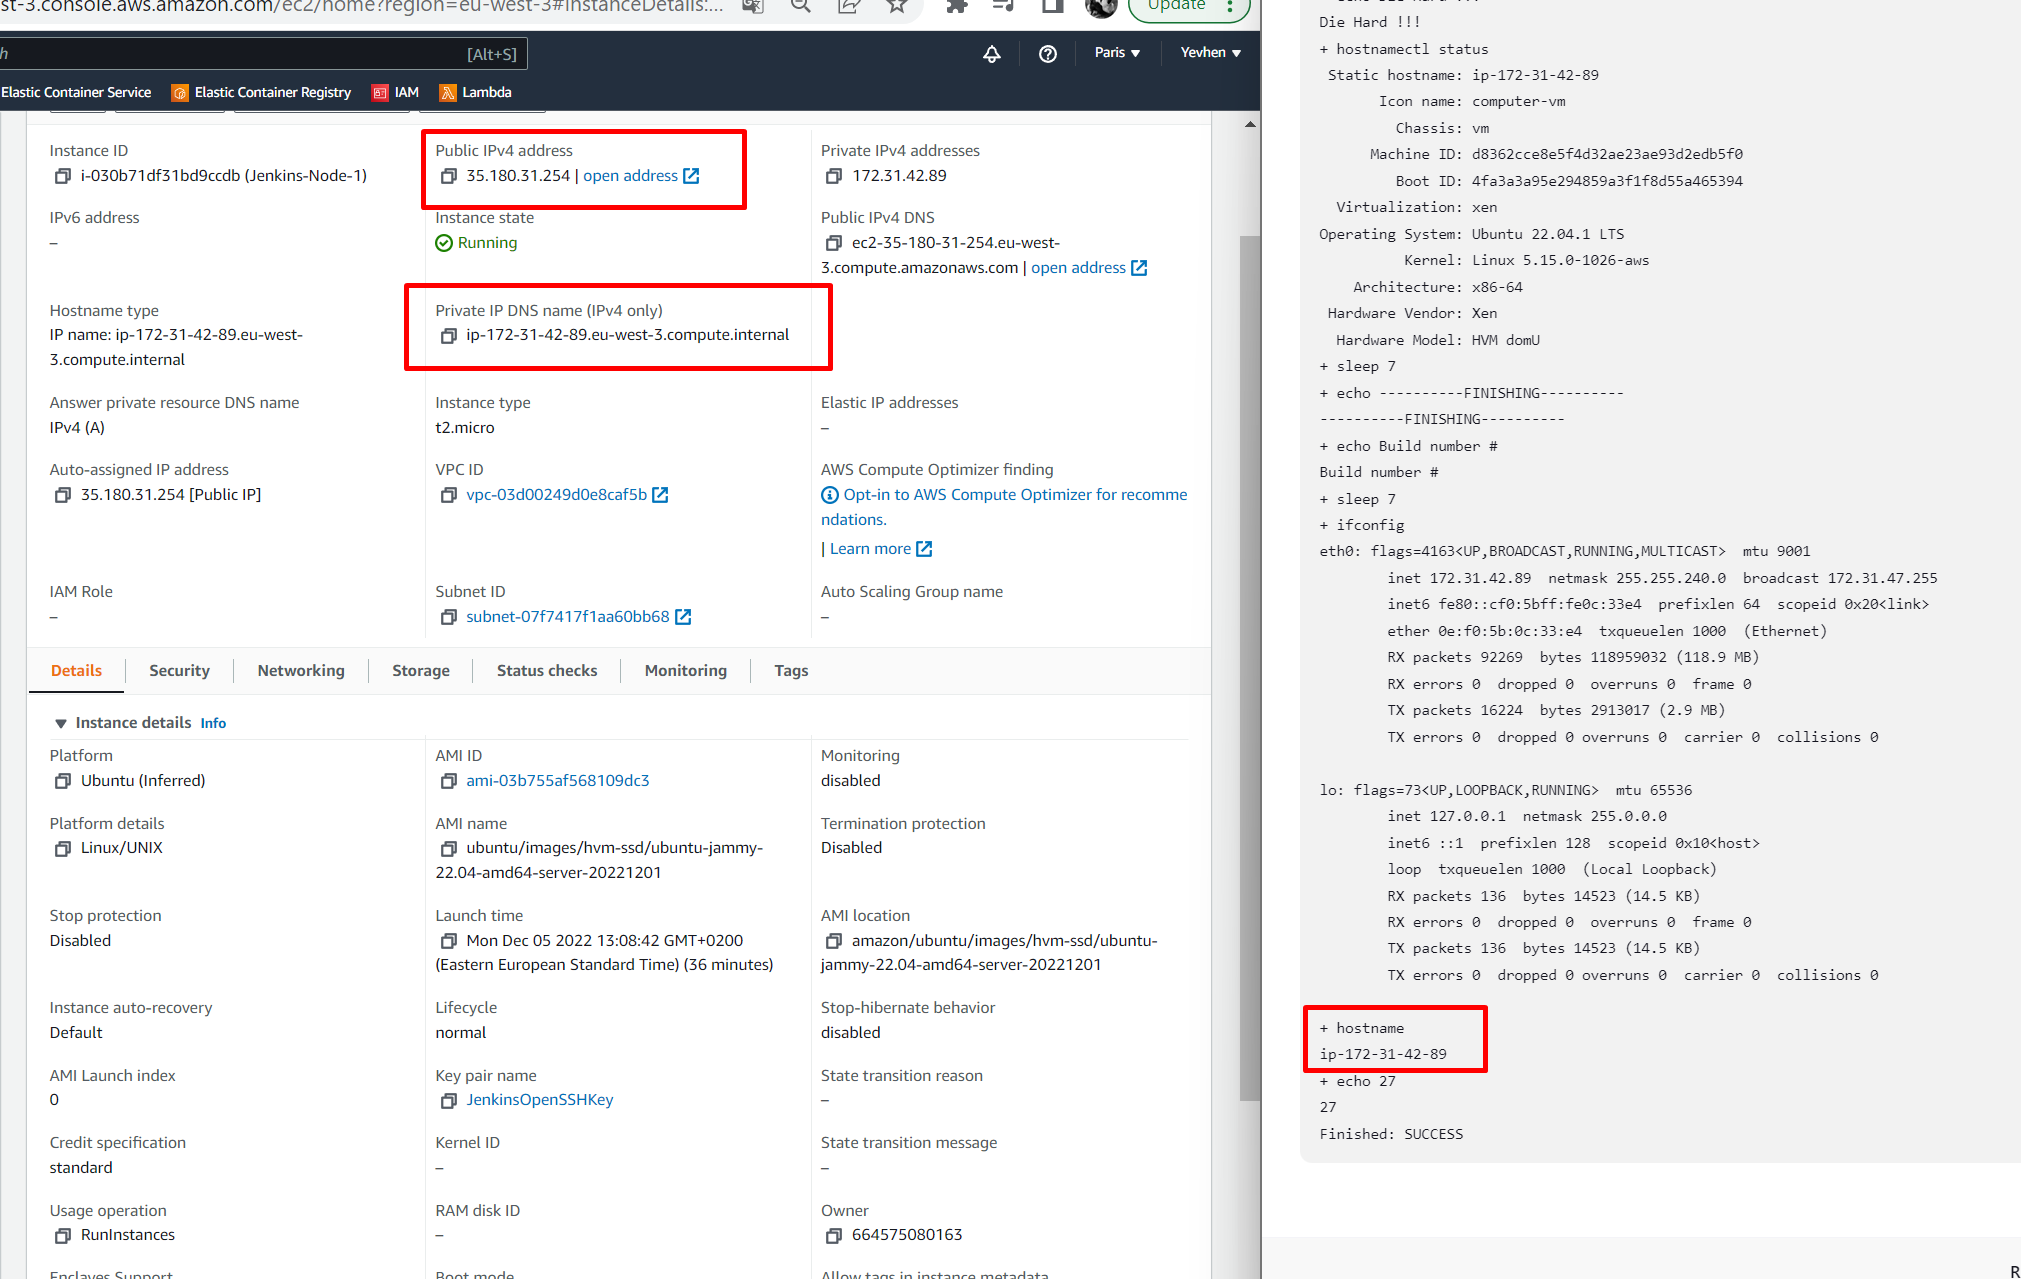 st-3.console.aws.amazon.com/ec2/home?region=eu-west-3#InstanceDetails:...
Update
h [Alt+S]
Paris ▼
Yevhen ▼
Elastic Container Service
Elastic Container Registry
IAM
Lambda
Instance ID
i-030b71df31bd9ccdb (Jenkins-Node-1)
Public IPv4 address
35.180.31.254 | open address
Private IPv4 addresses
172.31.42.89
IPv6 address
–
Instance state
Running
Public IPv4 DNS
ec2-35-180-31-254.eu-west-
3.compute.amazonaws.com | open address
Hostname type
IP name: ip-172-31-42-89.eu-west-
3.compute.internal
Private IP DNS name (IPv4 only)
ip-172-31-42-89.eu-west-3.compute.internal
Answer private resource DNS name
IPv4 (A)
Instance type
t2.micro
Elastic IP addresses
–
Auto-assigned IP address
35.180.31.254 [Public IP]
VPC ID
vpc-03d00249d0e8caf5b
AWS Compute Optimizer finding
Opt-in to AWS Compute Optimizer for recomme
ndations.
| Learn more
IAM Role
–
Subnet ID
subnet-07f7417f1aa60bb68
Auto Scaling Group name
–
Details
Security
Networking
Storage
Status checks
Monitoring
Tags
▼ Instance details Info
Platform
Ubuntu (Inferred)
AMI ID
ami-03b755af568109dc3
Monitoring
disabled
Platform details
Linux/UNIX
AMI name
ubuntu/images/hvm-ssd/ubuntu-jammy-
22.04-amd64-server-20221201
Termination protection
Disabled
Stop protection
Disabled
Launch time
Mon Dec 05 2022 13:08:42 GMT+0200
(Eastern European Standard Time) (36 minutes)
AMI location
amazon/ubuntu/images/hvm-ssd/ubuntu-
jammy-22.04-amd64-server-20221201
Instance auto-recovery
Default
Lifecycle
normal
Stop-hibernate behavior
disabled
AMI Launch index
0
Key pair name
JenkinsOpenSSHKey
State transition reason
–
Credit specification
standard
Kernel ID
–
State transition message
–
Usage operation
RunInstances
RAM disk ID
–
Owner
664575080163
Enclaves Support
Boot mode
Allow tags in instance metadata
Die Hard !!!
+ hostnamectl status
Static hostname: ip-172-31-42-89
Icon name: computer-vm
Chassis: vm
Machine ID: d8362cce8e5f4d32ae23ae93d2edb5f0
Boot ID: 4fa3a3a95e294859a3f1f8d55a465394
Virtualization: xen
Operating System: Ubuntu 22.04.1 LTS
Kernel: Linux 5.15.0-1026-aws
Architecture: x86-64
Hardware Vendor: Xen
Hardware Model: HVM domU
+ sleep 7
+ echo ----------FINISHING----------
----------FINISHING----------
+ echo Build number #
Build number #
+ sleep 7
+ ifconfig
eth0: flags=4163<UP,BROADCAST,RUNNING,MULTICAST>  mtu 9001
inet 172.31.42.89  netmask 255.255.240.0  broadcast 172.31.47.255
inet6 fe80::cf0:5bff:fe0c:33e4  prefixlen 64  scopeid 0x20<link>
ether 0e:f0:5b:0c:33:e4  txqueuelen 1000  (Ethernet)
RX packets 92269  bytes 118959032 (118.9 MB)
RX errors 0  dropped 0  overruns 0  frame 0
TX packets 16224  bytes 2913017 (2.9 MB)
TX errors 0  dropped 0 overruns 0  carrier 0  collisions 0
lo: flags=73<UP,LOOPBACK,RUNNING>  mtu 65536
inet 127.0.0.1  netmask 255.0.0.0
inet6 ::1  prefixlen 128  scopeid 0x10<host>
loop  txqueuelen 1000  (Local Loopback)
RX packets 136  bytes 14523 (14.5 KB)
RX errors 0  dropped 0  overruns 0  frame 0
TX packets 136  bytes 14523 (14.5 KB)
TX errors 0  dropped 0 overruns 0  carrier 0  collisions 0
+ hostname
ip-172-31-42-89
+ echo 27
27
Finished: SUCCESS
R